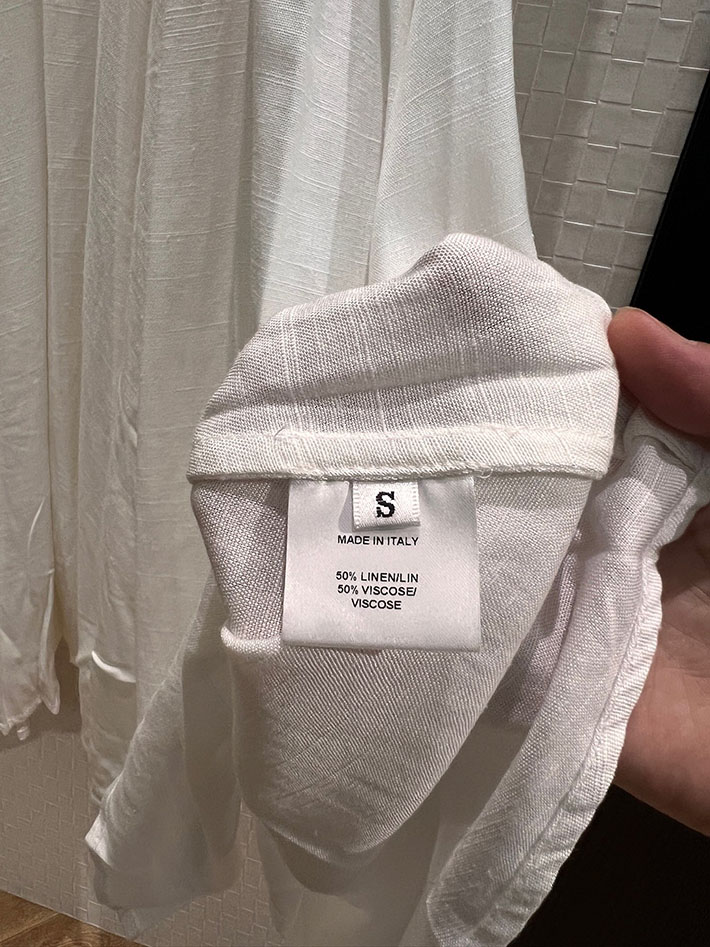 S
MADE IN ITALY
50% LINEN/LIN
50% VISCOSE/
VISCOSE